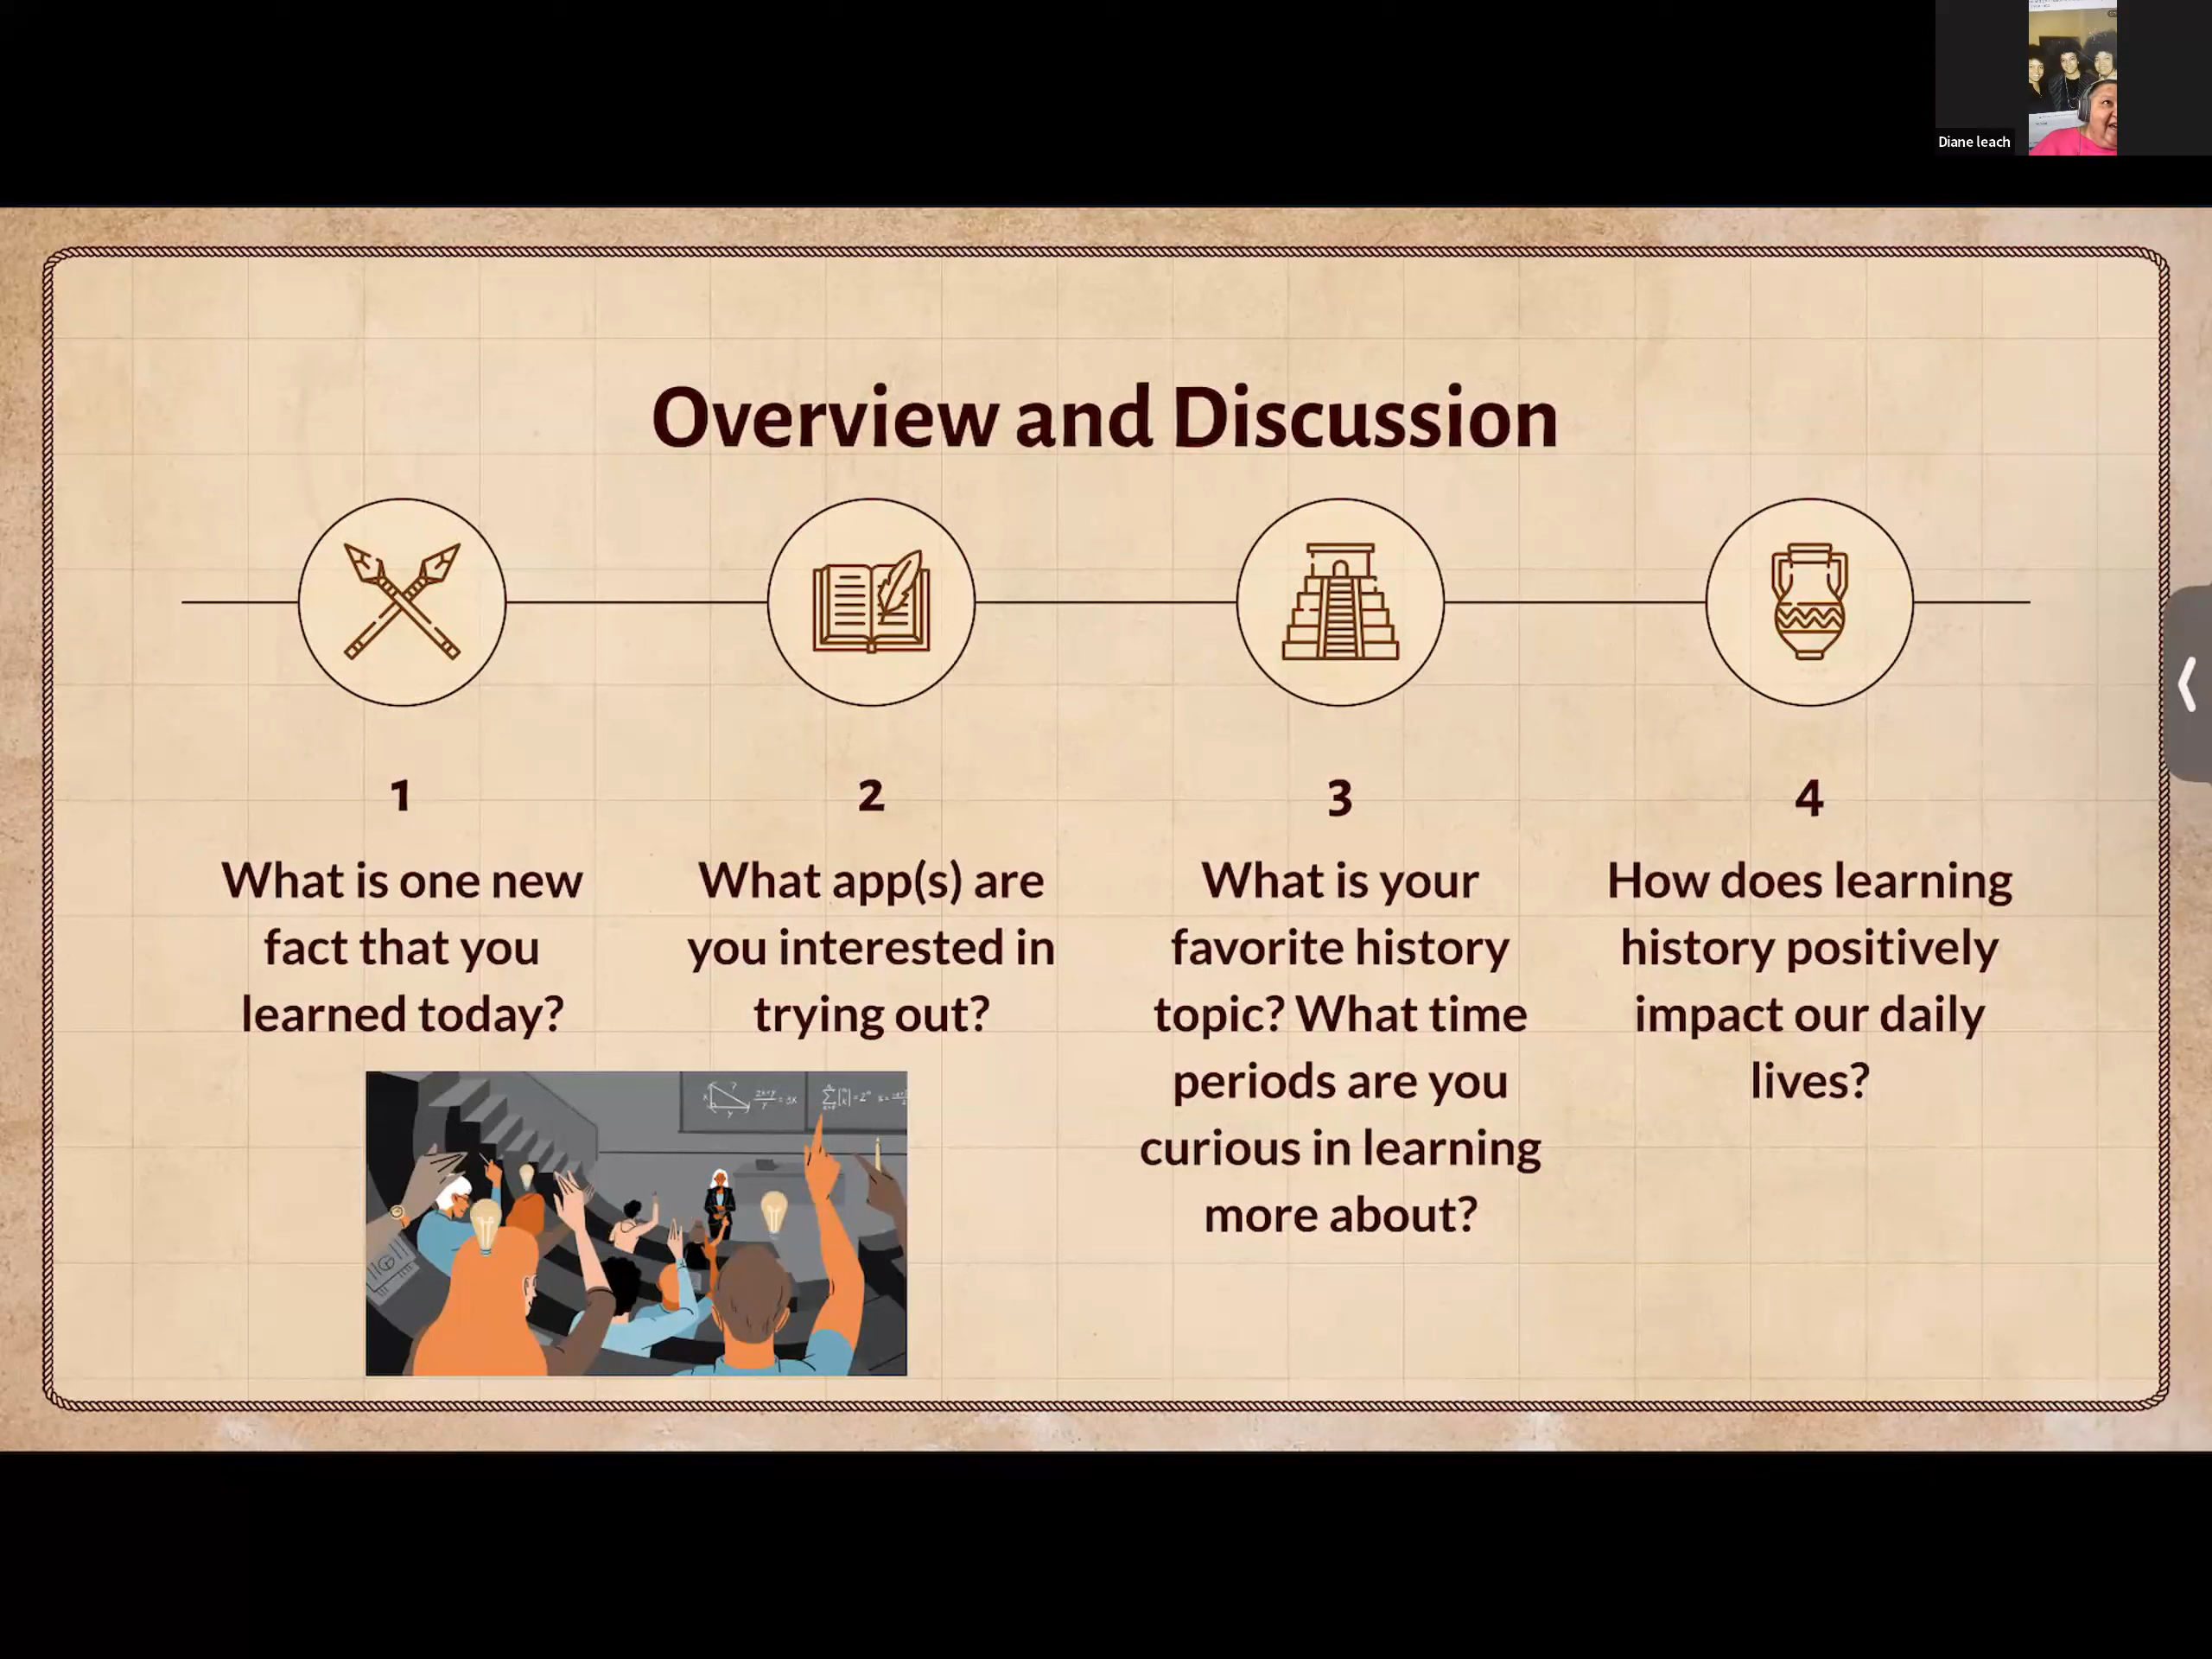 Diane leach
Overview and Discussion
1
What is one new
fact that you
learned today?
2
What app(s) are
you interested in
trying out?
3
What is your
favorite history
topic? What time
periods are you
curious in learning
more about?
4
How does learning
history positively
impact our daily
lives?